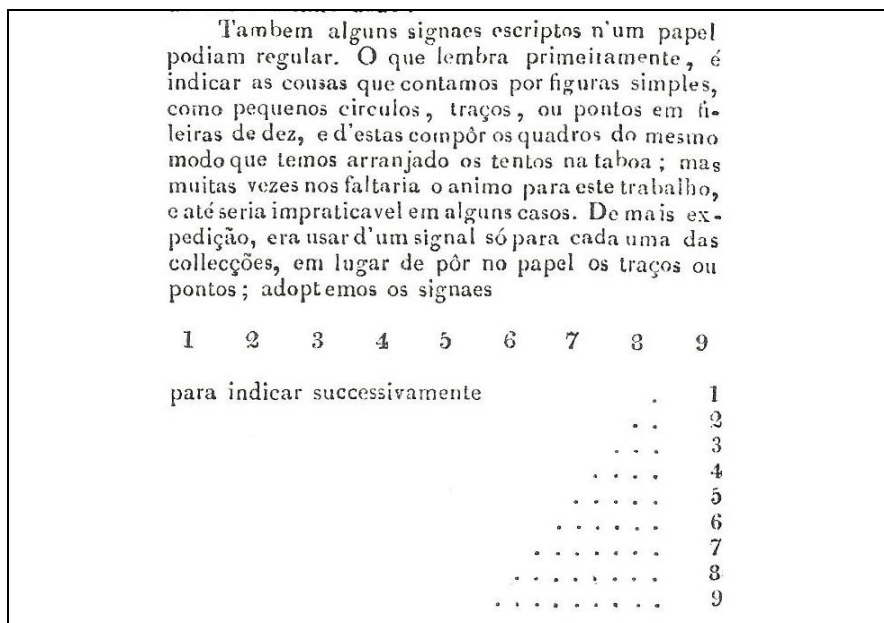 Tambem alguns signaes escriptos n'um papel
podiam regular. O que lembra primeiramente, é
indicar as cousas que contamos por figuras simples,
como pequenos circulos, traços, ou pontos em fi-
leiras de dez, e d'estas compôr os quadros do mesmo
modo que temos arranjado os tentos na taboa; mas
muitas vezes nos faltaria o animo para este trabalho,
e até seria impraticavel em alguns casos. De mais ex-
pedição, era usar d'um signal só para cada uma das
collecções, em lugar de pôr no papel os traços ou
pontos; adoptemos os signaes
1 2 3 4 5 6 7 8 9
para indicar successivamente . 1
. . 2
. . . 3
. . . . 4
. . . . . 5
. . . . . . 6
. . . . . . . 7
. . . . . . . . 8
. . . . . . . . . 9